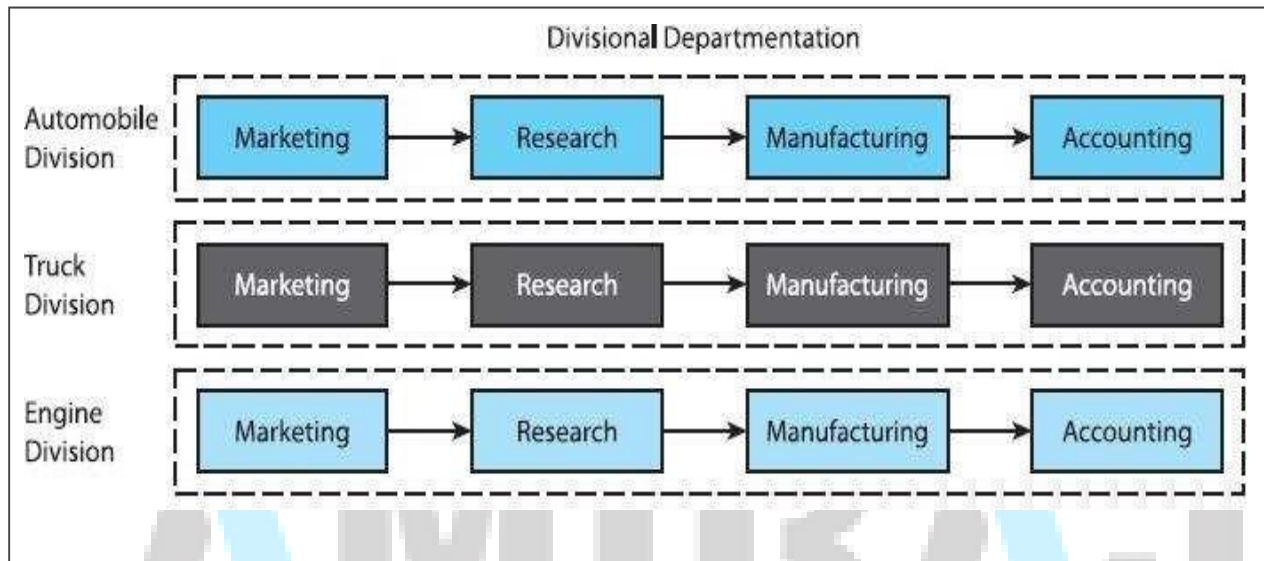 Divisional Departmentation
Automobile
Division
Marketing
Research
Manufacturing
Accounting
Truck
Division
Marketing
Research
Manufacturing
Accounting
Engine
Division
Marketing
Research
Manufacturing
Accounting